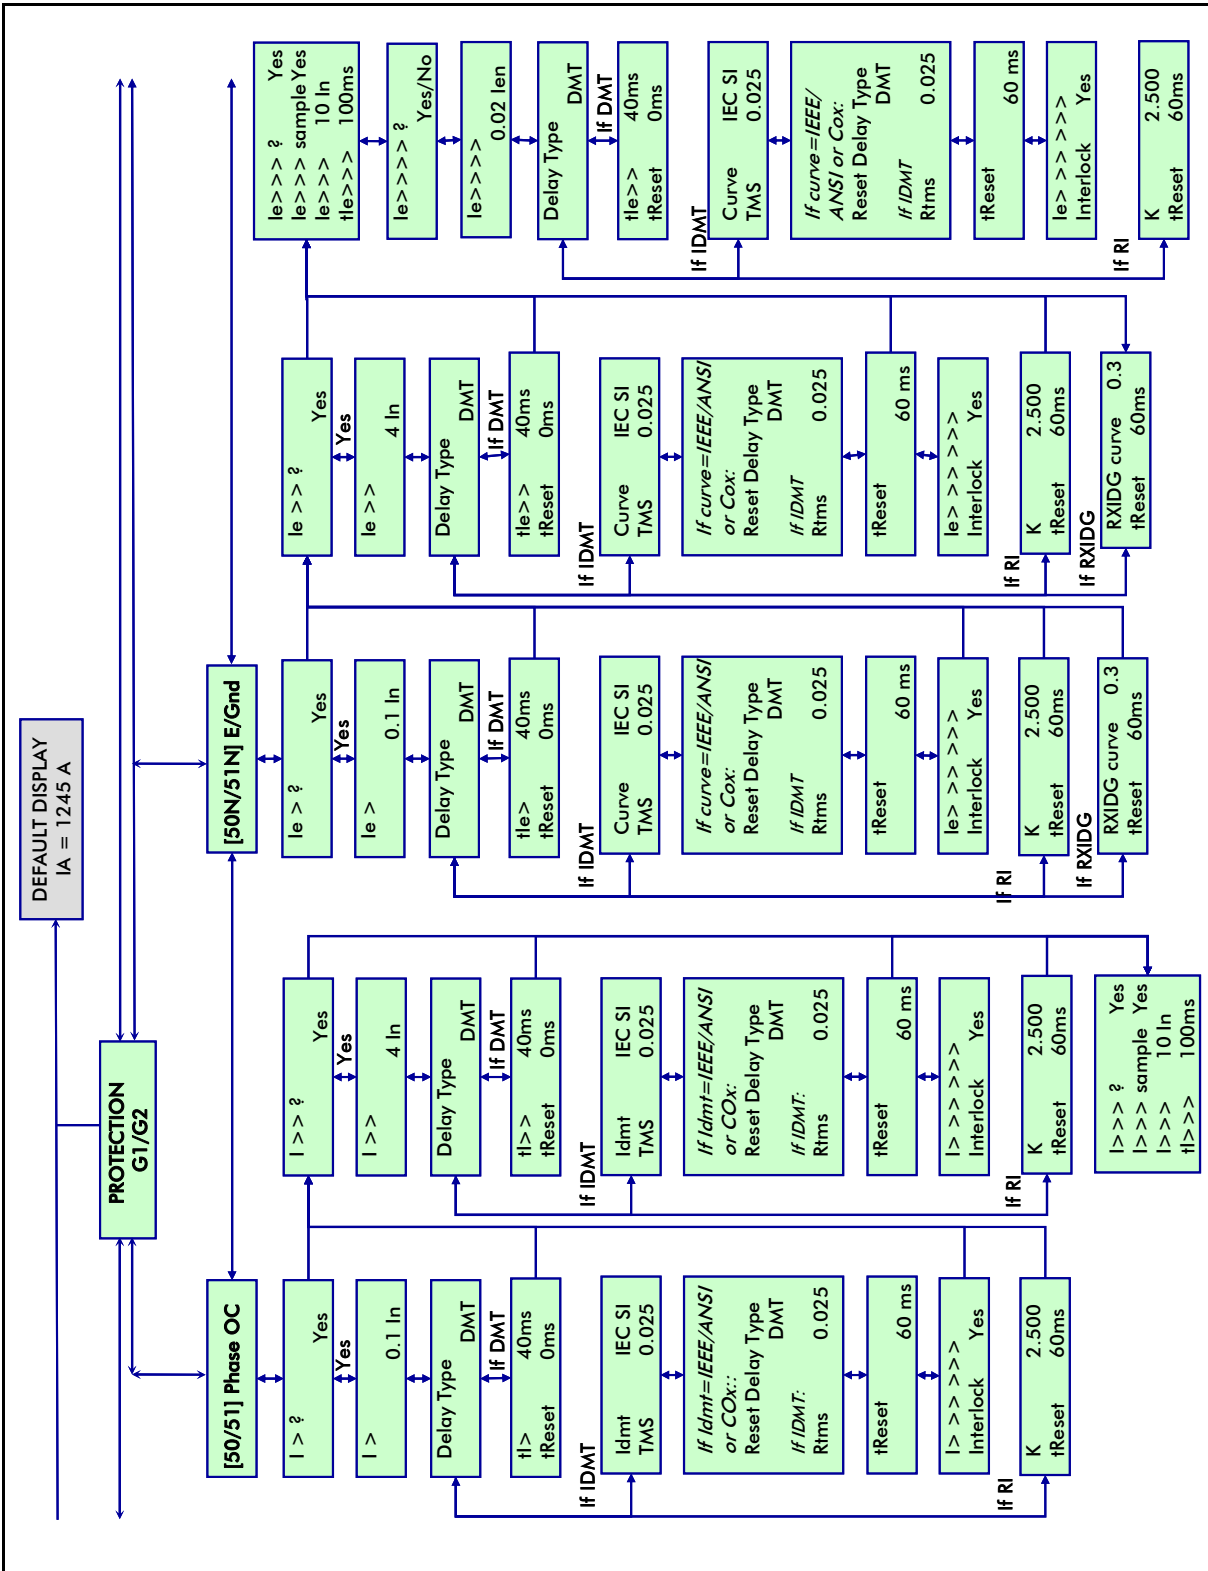 DEFAULT DISPLAY
IA = 1245 A
PROTECTION
G1/G2
[50/51] Phase OC
I > ? Yes
Yes
I > 0.1 In
Delay Type
DMT
If DMT
tI> 40ms
tReset 0ms
If IDMT
Idmt IEC SI
TMS 0.025
If Idmt=IEEE/ANSI
or COx::
Reset Delay Type
DMT
If IDMT:
Rtms 0.025
tReset 60 ms
I> > > > > >
Interlock Yes
If RI
K 2.500
tReset 60ms
I > > ? Yes
Yes
I > > 4 In
Delay Type
DMT
If DMT
tI>> 40ms
tReset 0ms
If IDMT
Idmt IEC SI
TMS 0.025
If Idmt=IEEE/ANSI
or COx:
Reset Delay Type
DMT
If IDMT:
Rtms 0.025
tReset 60 ms
I> > > > > >
Interlock Yes
If RI
K 2.500
tReset 60ms
I> > > ? Yes
I> > > sample Yes
I> > > 10 In
tI> > > 100ms
[50N/51N] E/Gnd
Ie > ? Yes
Yes
Ie > 0.1 In
Delay Type
DMT
If DMT
tIe> 40ms
tReset 0ms
If IDMT
Curve IEC SI
TMS 0.025
If curve=IEEE/ANSI
or Cox:
Reset Delay Type
DMT
If IDMT
Rtms 0.025
tReset 60 ms
Ie> > > > > >
Interlock Yes
If RI
K 2.500
tReset 60ms
If RXIDG
RXIDG curve 0.3
tReset 60ms
Ie > > ? Yes
Yes
Ie > > 4 In
Delay Type
DMT
If DMT
tIe>> 40ms
tReset 0ms
If IDMT
Curve IEC SI
TMS 0.025
If curve=IEEE/ANSI
or Cox:
Reset Delay Type
DMT
If IDMT
Rtms 0.025
tReset 60 ms
Ie> > > > > >
Interlock Yes
If RI
K 2.500
tReset 60ms
If RXIDG
RXIDG curve 0.3
tReset 60ms
Ie> > > ? Yes
Ie> > > sample Yes
Ie> > > 10 In
tIe> > > 100ms
Ie> > > > ?
Yes/No
Ie> > > >
0.02 Ien
Delay Type
DMT
If DMT
tIe>> 40ms
tReset 0ms
If IDMT
Curve IEC SI
TMS 0.025
If curve=IEEE/
ANSI or Cox:
Reset Delay Type
DMT
If IDMT
Rtms 0.025
tReset 60 ms
Ie> > > > > >
Interlock Yes
If RI
K 2.500
tReset 60ms